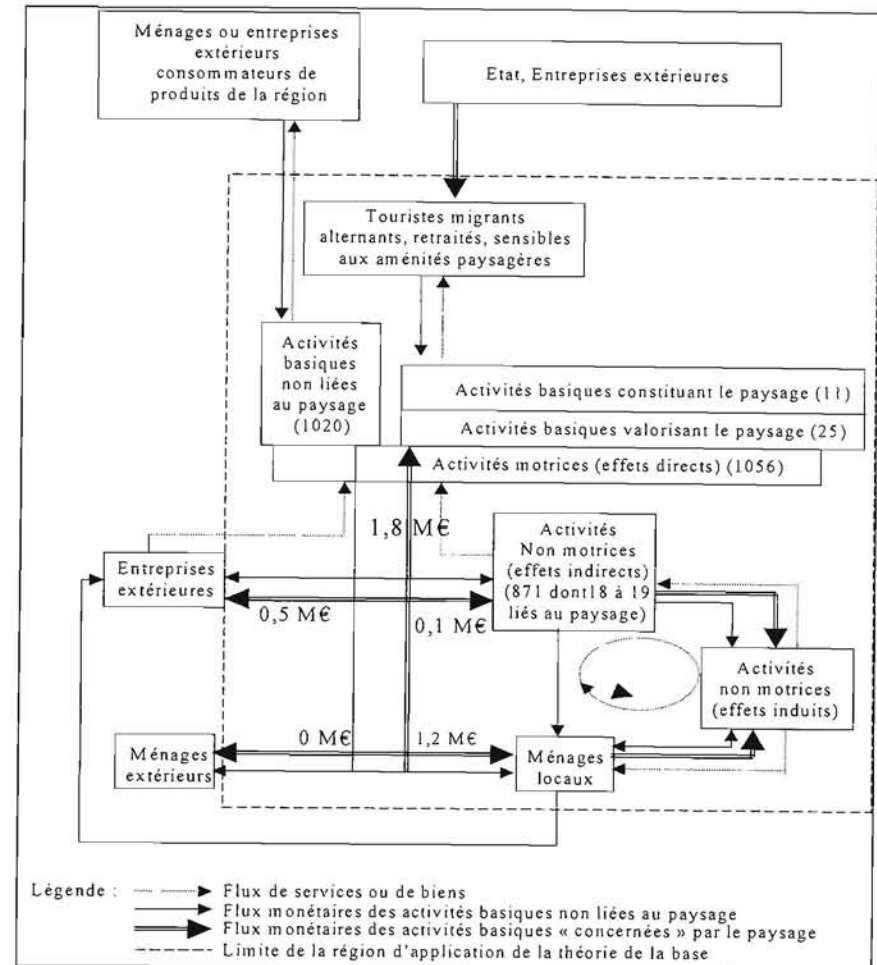 Ménages ou entreprises
extérieurs
consommateurs de
produits de la région
Etat, Entreprises extérieures
Touristes migrants
alternants, retraités, sensibles
aux aménités paysagères
Activités
basiques
non liées
au paysage
(1020)
Activités basiques constituant le paysage (11)
Activités basiques valorisant le paysage (25)
Activités motrices (effets directs) (1056)
1,8 M€
Activités
Non motrices
(effets indirects)
(871 dont18 à 19
liés au paysage)
Entreprises
extérieures
0,5 M€
0,1 M€
Activités
non motrices
(effets induits)
0 M€
1,2 M€
Ménages
extérieurs
Ménages
locaux
Légende :
Flux de services ou de biens
Flux monétaires des activités basiques non liées au paysage
Flux monétaires des activités basiques « concernées » par le paysage
Limite de la région d'application de la théorie de la base